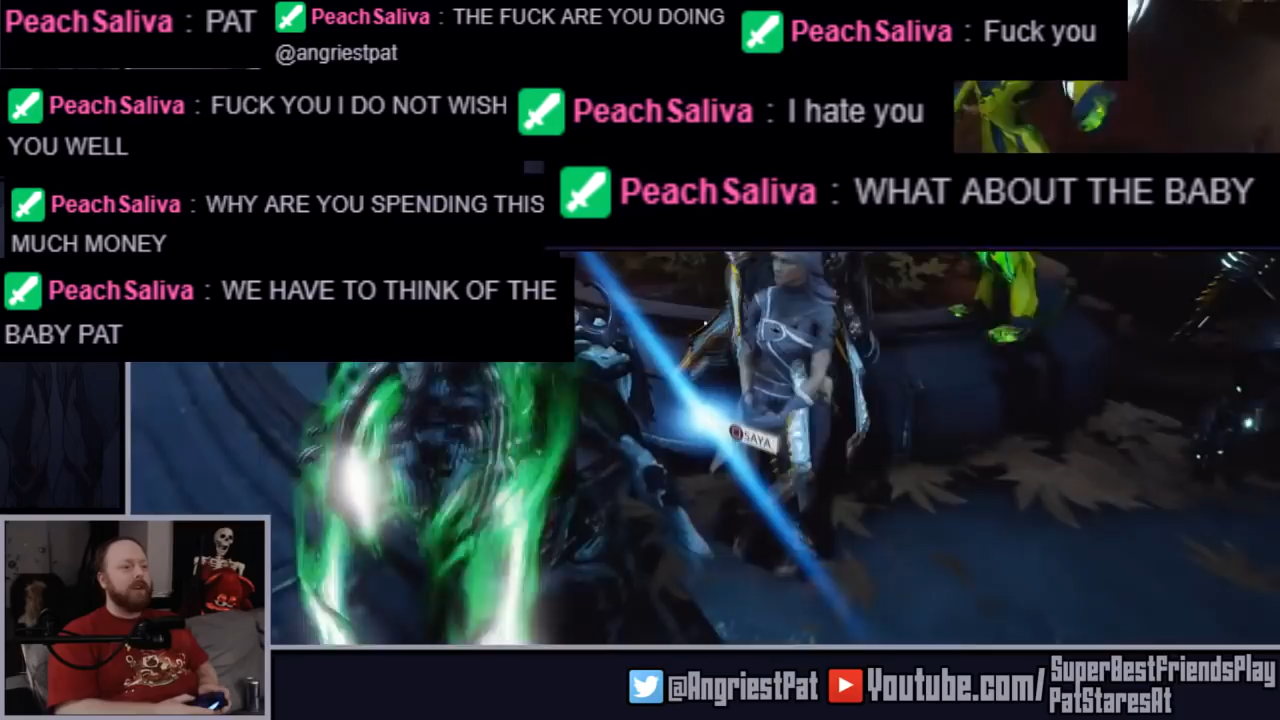 PeachSaliva : PAT
PeachSaliva : THE FUCK ARE YOU DOING
@angriestpat
PeachSaliva : Fuck you
PeachSaliva : FUCK YOU I DO NOT WISH
YOU WELL
PeachSaliva : I hate you
PeachSaliva : WHY ARE YOU SPENDING THIS
MUCH MONEY
PeachSaliva : WHAT ABOUT THE BABY
PeachSaliva : WE HAVE TO THINK OF THE
BABY PAT
SAYA
@AngriestPat
Youtube.com/
SuperBestFriendsPlay
PatStaresAt